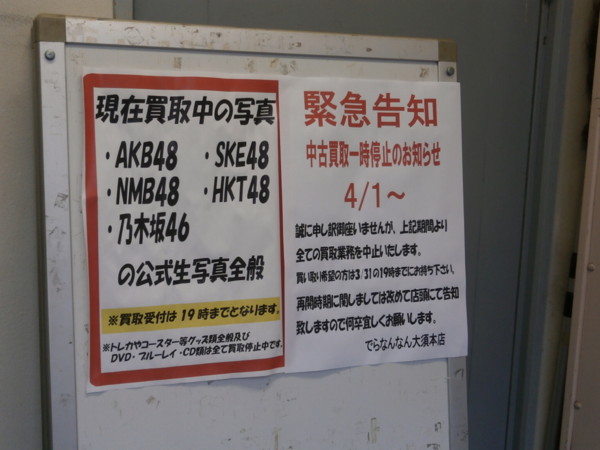 現在買取中の写真
・AKB48 ・SKE48
・NMB48 ・HKT48
・乃木坂46
の公式生写真全般
※買取受付は19時までとなります。
※トレカやコースター等グッズ類全般及び
DVD・ブルーレイ・CD類は全て買取停止中です。
緊急告知
中古買取一時停止のお知らせ
4/1～
誠に申し訳御座いませんが、上記期間より
全ての買取業務を中止いたします。
買い取り希望の方は3/31の19時までにお持ち下さい。
再開時期に関しましては改めて店頭にて告知
致しますので何卒宜しくお願いします。
でらなんなん大須本店